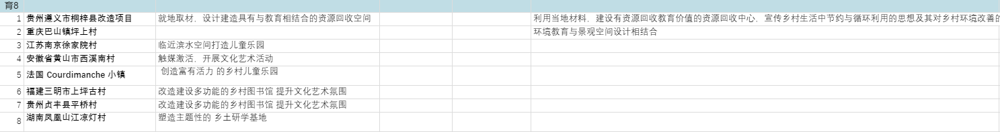 育8
1 贵州遵义市桐梓县改造项目 就地取材，设计建造具有与教育相结合的资源回收空间 利用当地材料，建设有资源回收教育价值的资源回收中心，宣传乡村生活中节约与循环利用的思想及其对乡村环境改善的
2 重庆巴山镇坪上村 环境教育与景观空间设计相结合
3 江苏南京徐家院村 临近滨水空间打造儿童乐园
4 安徽省黄山市西溪南村 触媒激活，开展文化艺术活动
5 法国 Courdimanche 小镇 创造富有活力 的乡村儿童乐园
6 福建三明市上坪古村 改造建设多功能的乡村图书馆 提升文化艺术氛围
7 贵州贞丰县平桥村 改造建设多功能的乡村图书馆 提升文化艺术氛围
8 湖南凤凰山江凉灯村 塑造主题性的 乡土研学基地